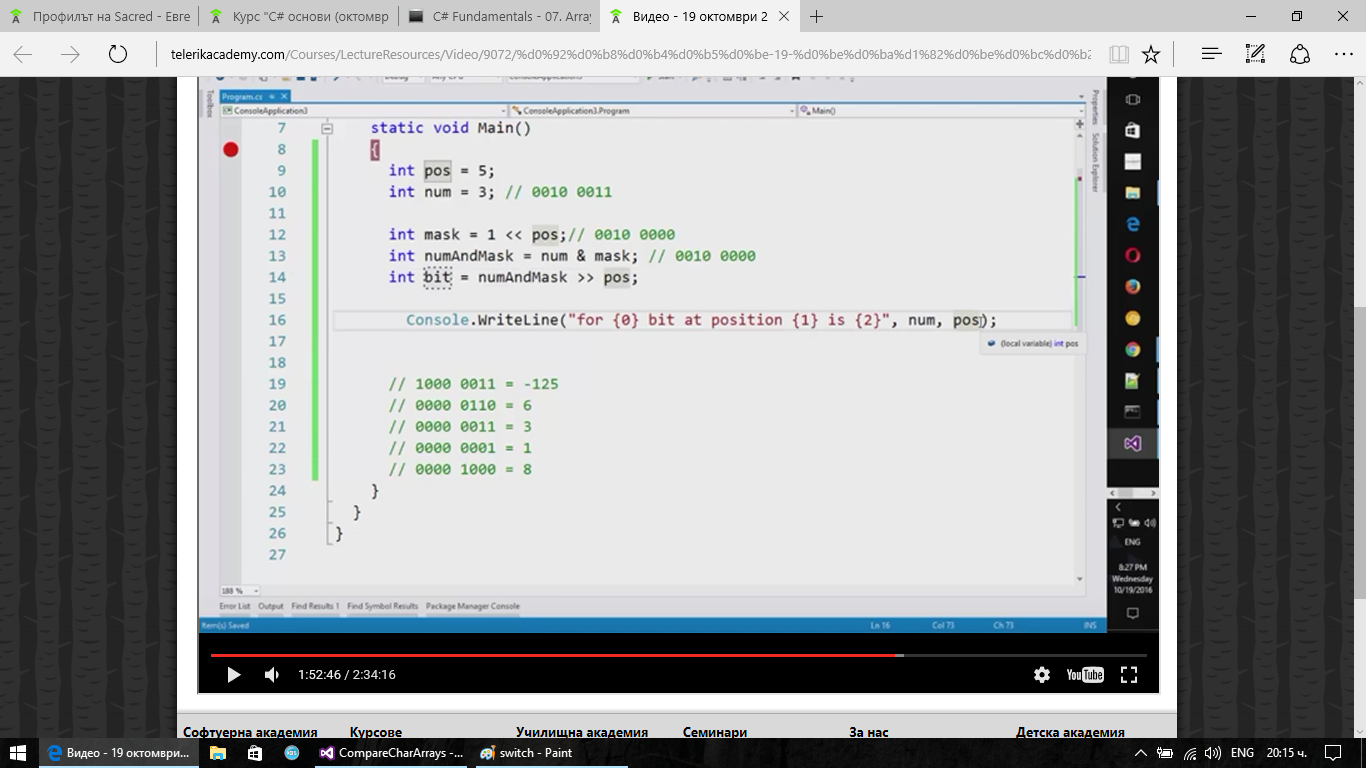 Профилът на Sacred - Евге
Курс "C# основи (октомвр
C# Fundamentals - 07. Array
Видео - 19 октомври 2
telerikacademy.com/Courses/LectureResources/Video/9072/%d0%92%d0%b8%d0%b4%d0%b5%d0%be-19-%d0%be%d0%ba%d1%82%d0%be%d0%bc%d0%b2
Program.cs
ConsoleApplication3
ConsoleApplication3.Program
Main()
Toolbox
Properties
Solution Explorer
7 static void Main()
8 {
9 int pos = 5;
10 int num = 3; // 0010 0011
11
12 int mask = 1 << pos;// 0010 0000
13 int numAndMask = num & mask; // 0010 0000
14 int bit = numAndMask >> pos;
15
16 Console.WriteLine("for {0} bit at position {1} is {2}", num, pos);
(local variable) int pos
17
18
19 // 1000 0011 = -125
20 // 0000 0110 = 6
21 // 0000 0011 = 3
22 // 0000 0001 = 1
23 // 0000 1000 = 8
24 }
25 }
26 }
27
ENG
8:27 PM
Wednesday
10/19/2016
188 %
Error List Output Find Results 1 Find Symbol Results Package Manager Console
Item(s) Saved
Ln 16 Col 73 Ch 73 INS
1:52:46 / 2:34:16
YouTube
Софтуерна академия Курсове Училищна академия Семинари За нас Детска академия
Видео - 19 октомври...
CompareCharArrays -...
switch - Paint
ENG 20:15 ч.